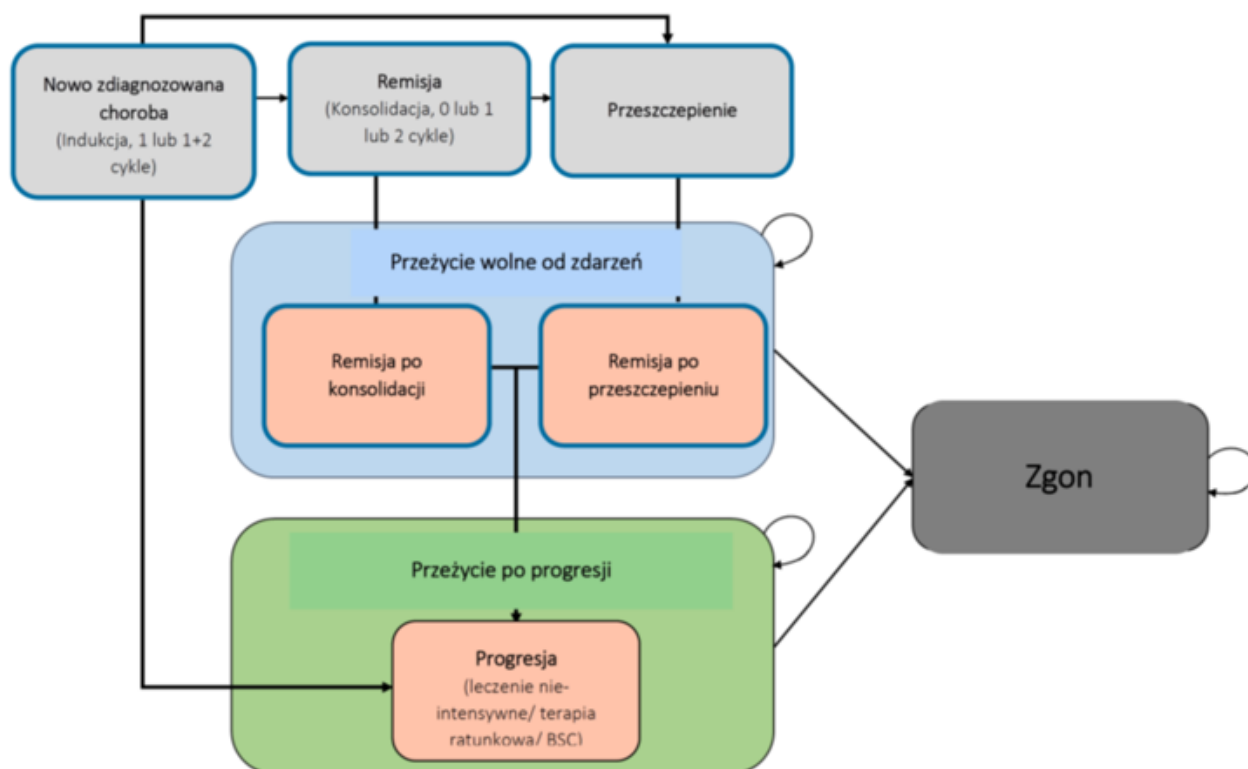 Nowo zdiagnozowana
choroba
(Indukcja, 1 lub 1+2
cykle)
Remisja
(Konsolidacja, 0 lub 1
lub 2 cykle)
Przeszczepienie
Przeżycie wolne od zdarzeń
Remisja po
konsolidacji
Remisja po
przeszczepieniu
Zgon
Przeżycie po progresji
Progresja
(leczenie nie-
intensywne/ terapia
ratunkowa/ BSC)